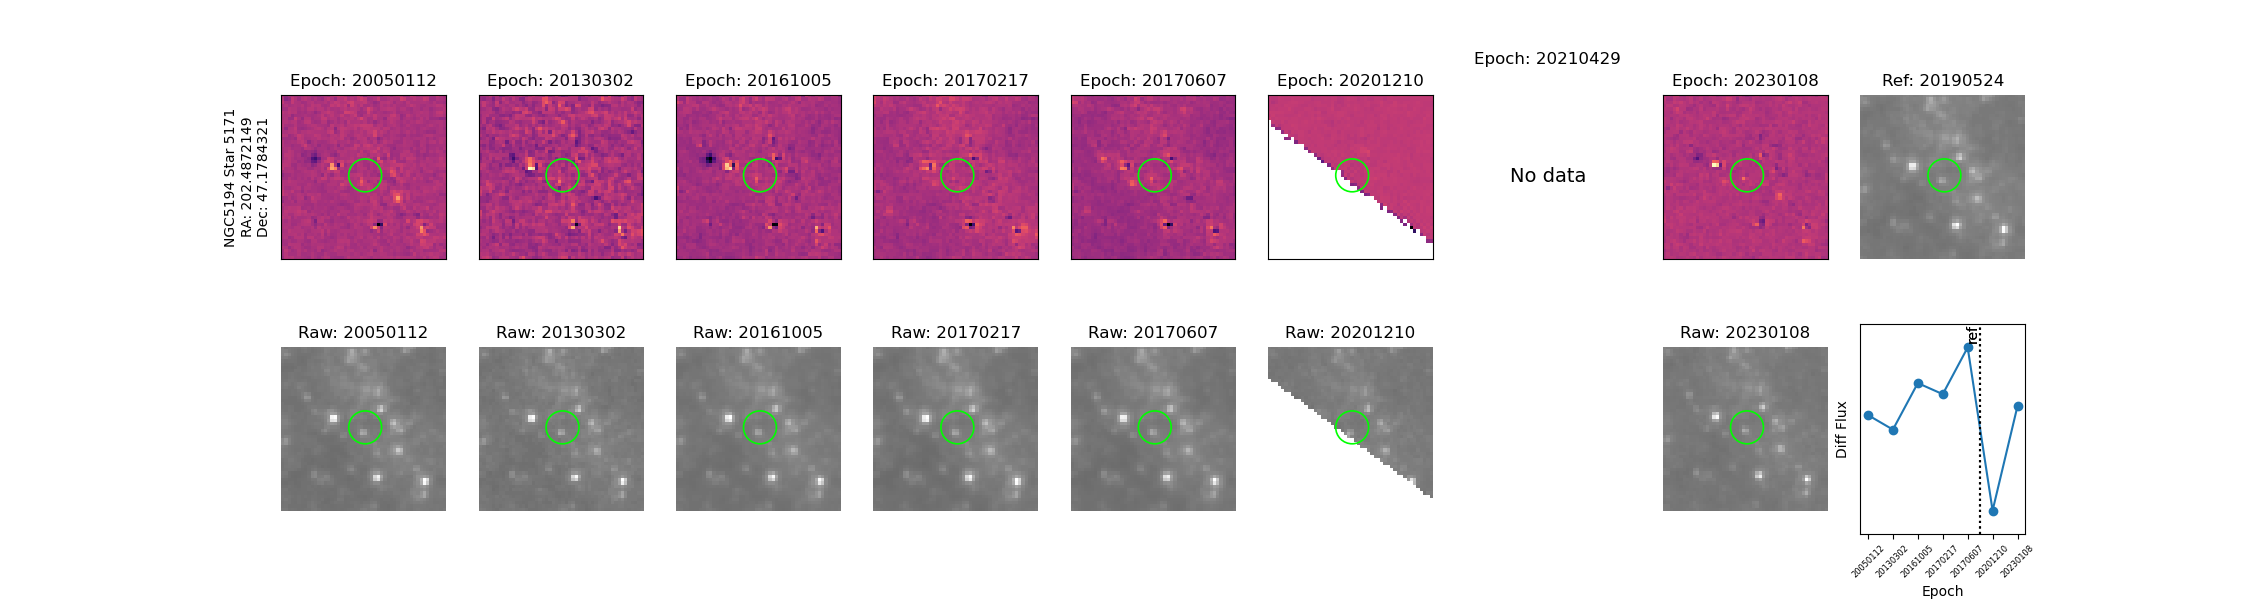 Epoch: 20210429
Epoch: 20050112
Epoch: 20130302
Epoch: 20161005
Epoch: 20170217
Epoch: 20170607
Epoch: 20201210
Epoch: 20230108
Ref: 20190524
NGC5194 Star 5171
RA: 202.4872149
Dec: 47.1784321
No data
Raw: 20050112
Raw: 20130302
Raw: 20161005
Raw: 20170217
Raw: 20170607
Raw: 20201210
Raw: 20230108
ref
Diff Flux
20050112
20130302
20161005
20170217
20170607
20201210
20230108
Epoch